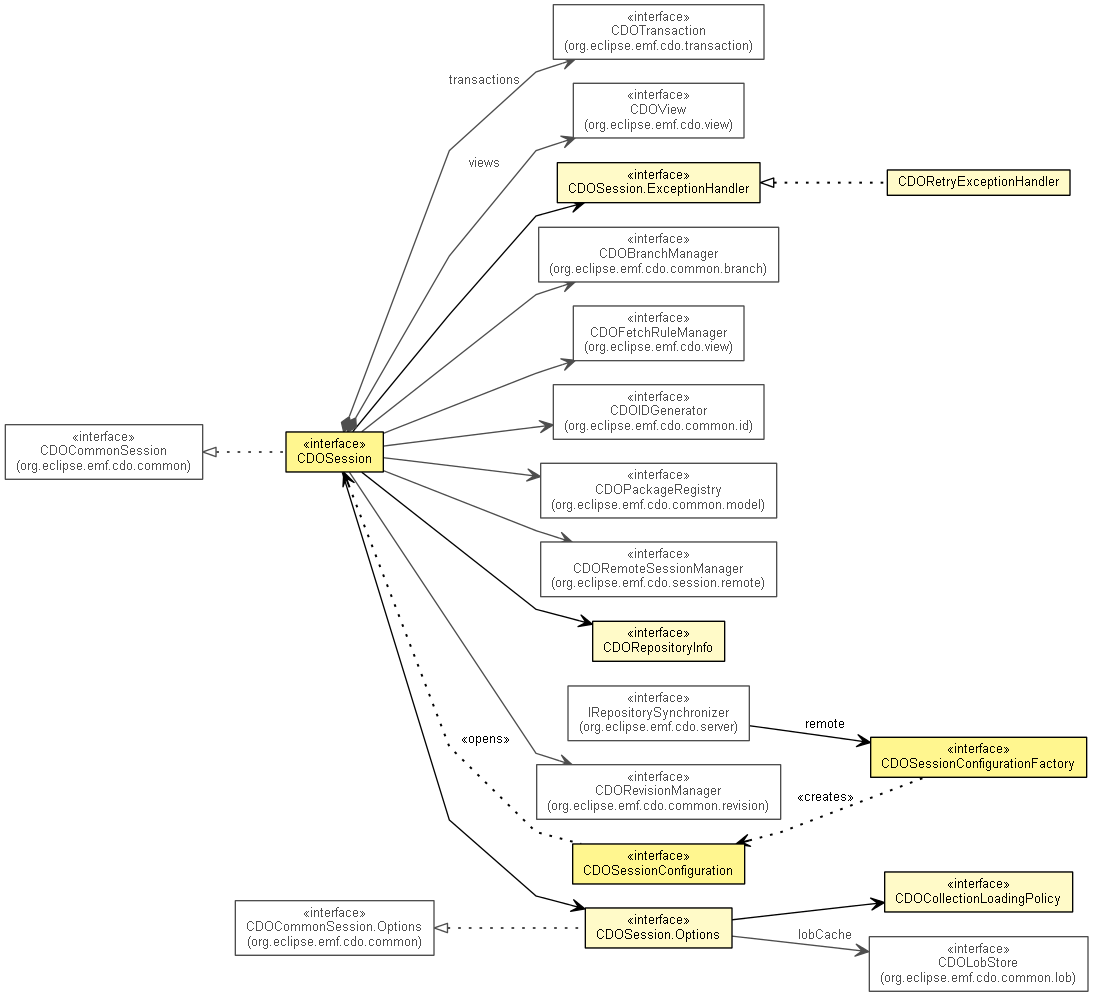 «interface»
CDOTransaction
(org.eclipse.emf.cdo.transaction)
transactions
«interface»
CDOView
(org.eclipse.emf.cdo.view)
views
«interface»
CDOSession.ExceptionHandler
CDORetryExceptionHandler
«interface»
CDOBranchManager
(org.eclipse.emf.cdo.common.branch)
«interface»
CDOFetchRuleManager
(org.eclipse.emf.cdo.view)
«interface»
CDOIDGenerator
(org.eclipse.emf.cdo.common.id)
«interface»
CDOCommonSession
(org.eclipse.emf.cdo.common)
«interface»
CDOSession
«interface»
CDOPackageRegistry
(org.eclipse.emf.cdo.common.model)
«interface»
CDORemoteSessionManager
(org.eclipse.emf.cdo.session.remote)
«interface»
CDORepositoryInfo
«interface»
IRepositorySynchronizer
(org.eclipse.emf.cdo.server)
remote
«opens»
«interface»
CDOSessionConfigurationFactory
«interface»
CDORevisionManager
(org.eclipse.emf.cdo.common.revision)
«creates»
«interface»
CDOSessionConfiguration
«interface»
CDOCollectionLoadingPolicy
«interface»
CDOCommonSession.Options
(org.eclipse.emf.cdo.common)
«interface»
CDOSession.Options
lobCache
«interface»
CDOLobStore
(org.eclipse.emf.cdo.common.lob)